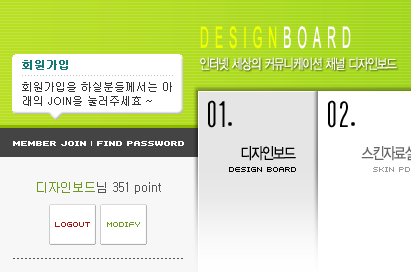 DESIGNBOARD
인터넷 세상의 커뮤니케이션 채널 디자인보드
회원가입
회원가입을 하실분들께서는 아
래의 JOIN을 눌러주세효 ~
MEMBER JOIN | FIND PASSWORD
디자인보드님 351 point
LOGOUT
MODIFY
01.
디자인보드
DESIGN BOARD
02.
스킨자료실
SKIN